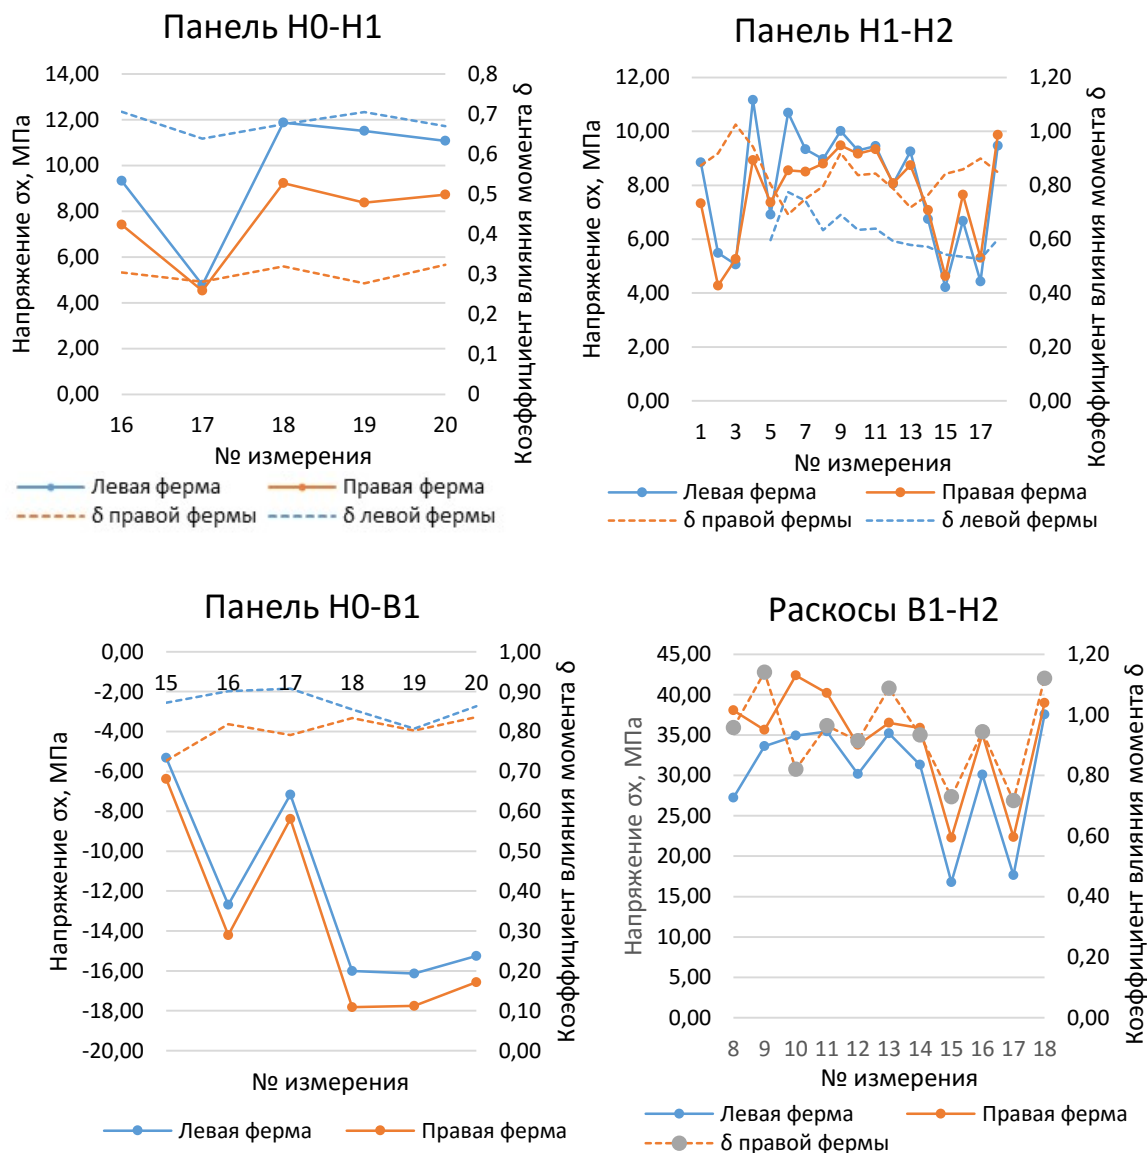 Панель Н0-Н1
14,00
12,00
10,00
8,00
6,00
4,00
2,00
0,00
Напряжение σх, МПа
0,8
0,7
0,6
0,5
0,4
0,3
0,2
0,1
0
Коэффициент влияния момента δ
16 17 18 19 20
№ измерения
Левая ферма Правая ферма
δ правой фермы δ левой фермы
Панель Н1-Н2
12,00
10,00
8,00
6,00
4,00
2,00
0,00
Напряжение σх, МПа
1,20
1,00
0,80
0,60
0,40
0,20
0,00
Коэффициент влияния момента δ
1 3 5 7 9 11 13 15 17
№ измерения
Левая ферма Правая ферма
δ правой фермы δ левой фермы
Панель Н0-В1
0,00
-2,00
-4,00
-6,00
-8,00
-10,00
-12,00
-14,00
-16,00
-18,00
-20,00
Напряжение σх, МПа
15 16 17 18 19 20
1,00
0,90
0,80
0,70
0,60
0,50
0,40
0,30
0,20
0,10
0,00
Коэффициент влияния момента δ
№ измерения
Левая ферма Правая ферма
Раскосы В1-Н2
45,00
40,00
35,00
30,00
25,00
20,00
15,00
10,00
5,00
0,00
Напряжение σх, МПа
1,20
1,00
0,80
0,60
0,40
0,20
0,00
Коэффициент влияния момента δ
8 9 10 11 12 13 14 15 16 17 18
№ измерения
Левая ферма Правая ферма
δ правой фермы